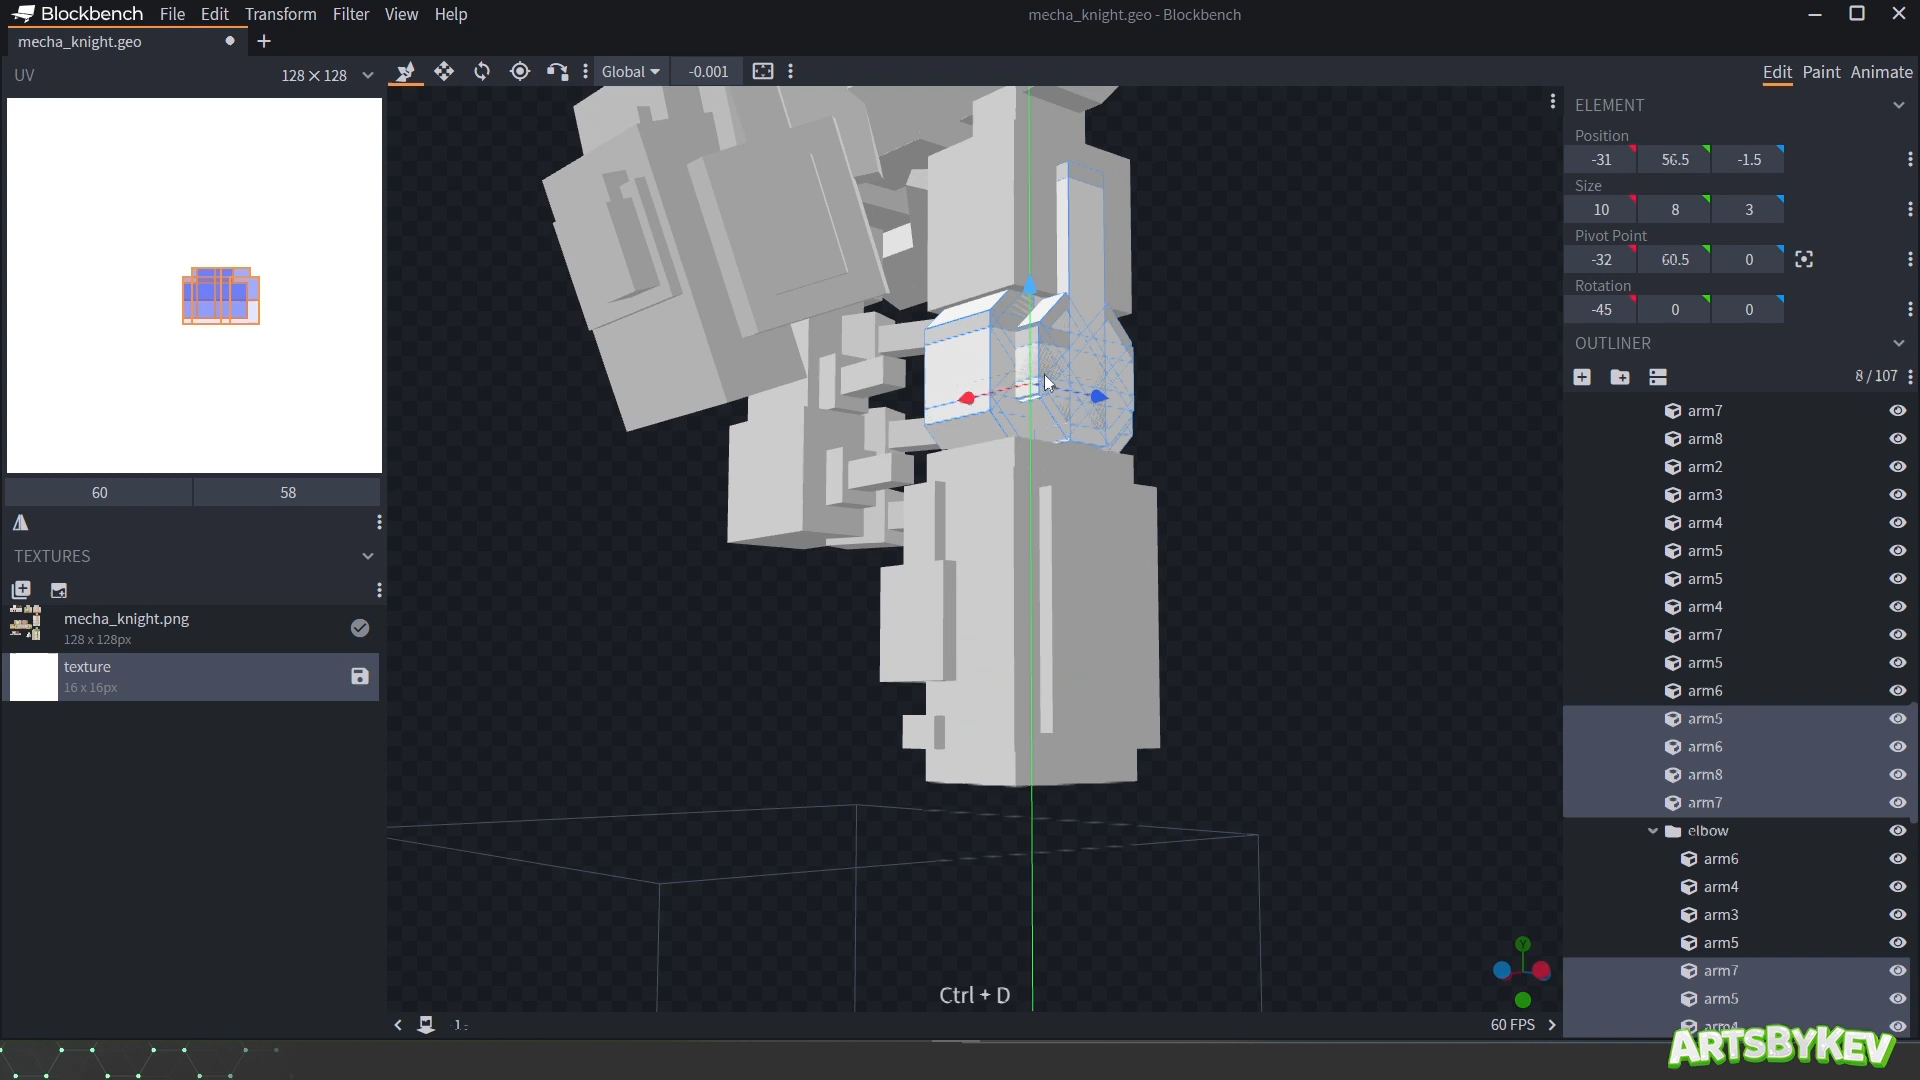 Blockbench File Edit Transform Filter View Help
mecha_knight.geo - Blockbench
mecha_knight.geo
UV 128 × 128
Global -0.001
Edit Paint Animate
ELEMENT
Position
-31 56.5 -1.5
Size
10 8 3
Pivot Point
-32 60.5 0
Rotation
-45 0 0
OUTLINER
8 / 107
arm7
arm8
arm2
arm3
arm4
arm5
arm5
arm4
arm7
arm5
arm6
arm5
arm6
arm8
arm7
elbow
arm6
arm4
arm3
arm5
arm7
arm5
arm4
60 58
TEXTURES
mecha_knight.png
128 x 128px
texture
16 x 16px
Ctrl + D
60 FPS
Y
ARTSBYKEV